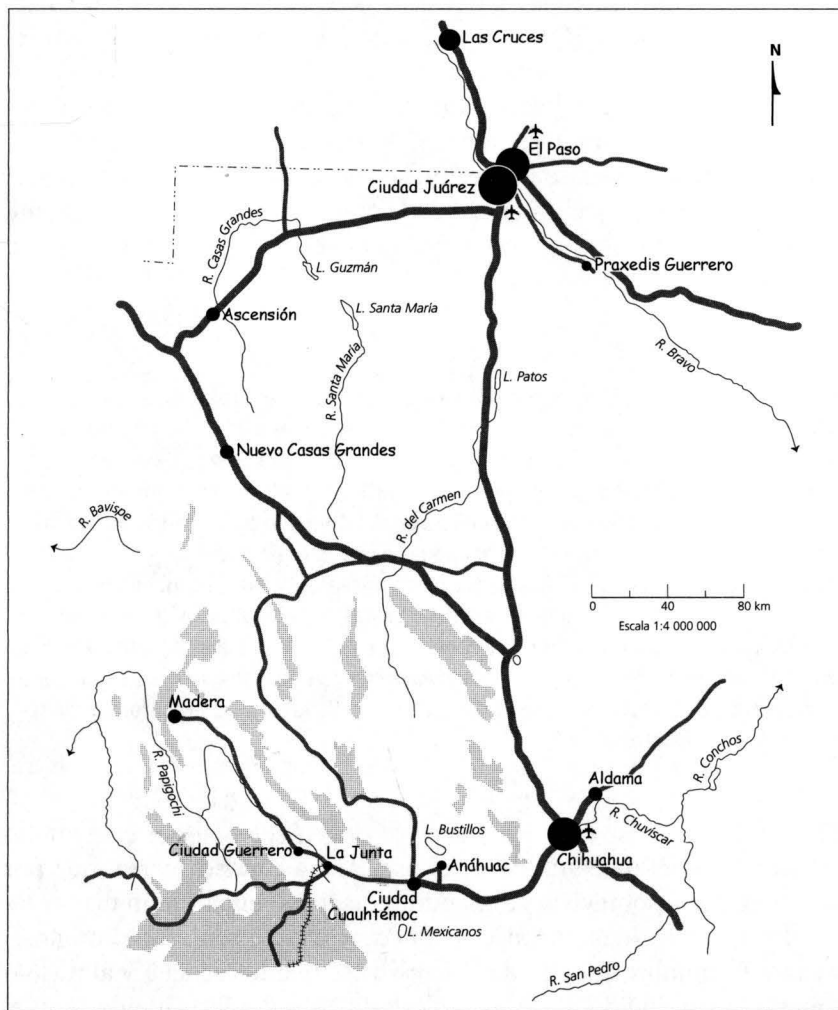 Las Cruces
N
El Paso
Ciudad Juárez
R. Casas Grandes
L. Guzmán
Praxedis Guerrero
Ascensión
L. Santa María
R. Santa María
R. Bravo
L. Patos
Nuevo Casas Grandes
R. del Carmen
R. Bavispe
0 40 80 km
Escala 1:4 000 000
Madera
R. Papigochi
R. Conchos
Aldama
R. Chuviscar
L. Bustillos
Ciudad Guerrero
La Junta
Anáhuac
Chihuahua
Ciudad
Cuauhtémoc
L. Mexicanos
R. San Pedro